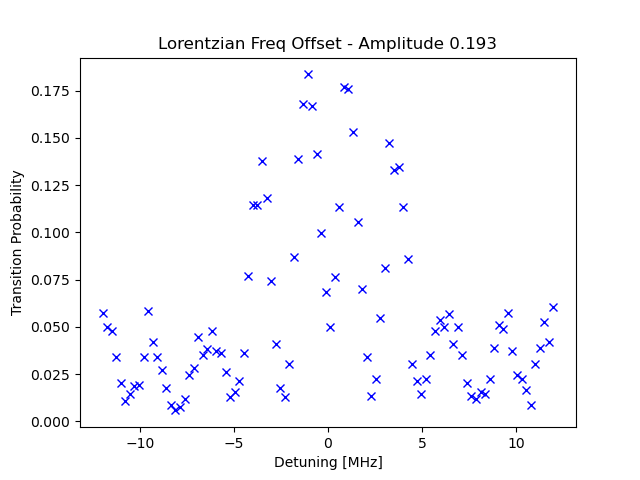 Lorentzian Freq Offset - Amplitude 0.193
Transition Probability
0.175
0.150
0.125
0.100
0.075
0.050
0.025
0.000
−10 −5 0 5 10
Detuning [MHz]